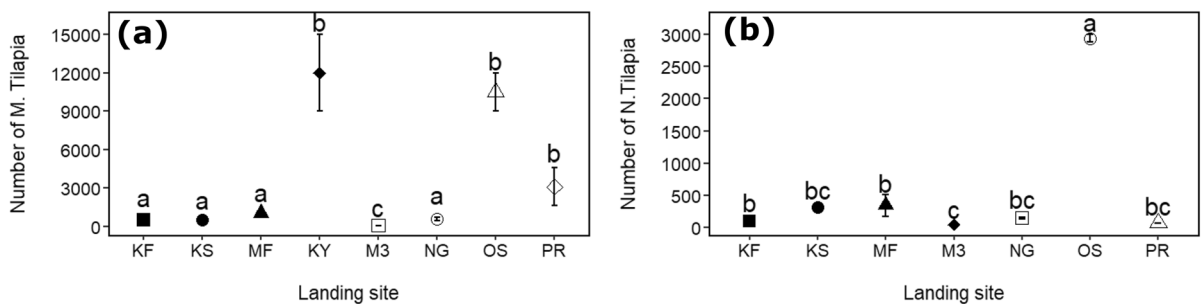 (a)
Number of M. Tilapia
15000
12000
9000
6000
3000
0
a a a b c a b b
KF KS MF KY M3 NG OS PR
Landing site
(b)
Number of N.Tilapia
3000
2500
2000
1500
1000
500
0
b bc b c bc a bc
KF KS MF M3 NG OS PR
Landing site